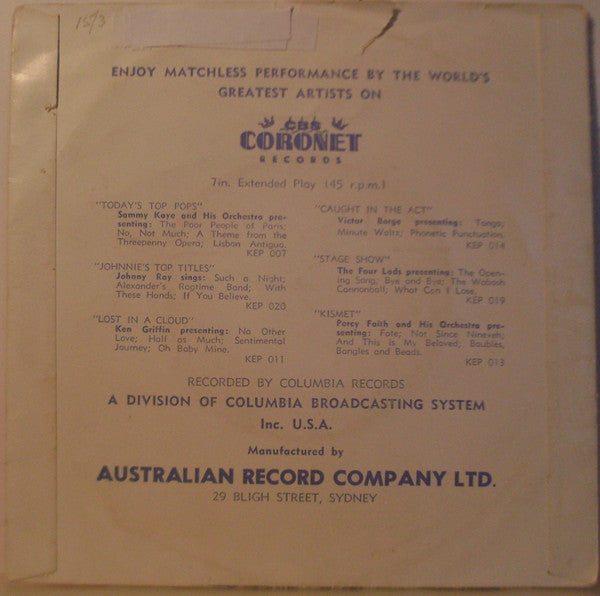 15/3
ENJOY MATCHLESS PERFORMANCE BY THE WORLD'S
GREATEST ARTISTS ON
CBS
CORONET
RECORDS
7in. Extended Play (45 r.p.m.)
"TODAY'S TOP POPS"
Sammy Kaye and His Orchestra pre-
senting: The Poor People of Paris;
No, Not Much; A Theme from the
Threepenny Opera; Lisbon Antigua.
KEP 007
"JOHNNIE'S TOP TITLES"
Johnny Ray sings: Such a Night;
Alexander's Ragtime Band; With
These Hands; If You Believe.
KEP 020
"LOST IN A CLOUD"
Ken Griffin presenting: No Other
Love; Half as Much; Sentimental
Journey; Oh Baby Mine.
KEP 011
"CAUGHT IN THE ACT"
Victor Borge presenting: Tango;
Minute Waltz; Phonetic Punctuation.
KEP 014
"STAGE SHOW"
The Four Lads presenting: The Open-
ing Song; Bye and Bye; The Wabash
Cannonball; What Can I Lose.
KEP 019
"KISMET"
Percy Faith and His Orchestra pre-
senting: Fate; Not Since Nineveh;
And This is My Beloved; Baubles,
Bangles and Beads.
KEP 013
RECORDED BY COLUMBIA RECORDS
A DIVISION OF COLUMBIA BROADCASTING SYSTEM
Inc. U.S.A.
Manufactured by
AUSTRALIAN RECORD COMPANY LTD.
29 BLIGH STREET, SYDNEY